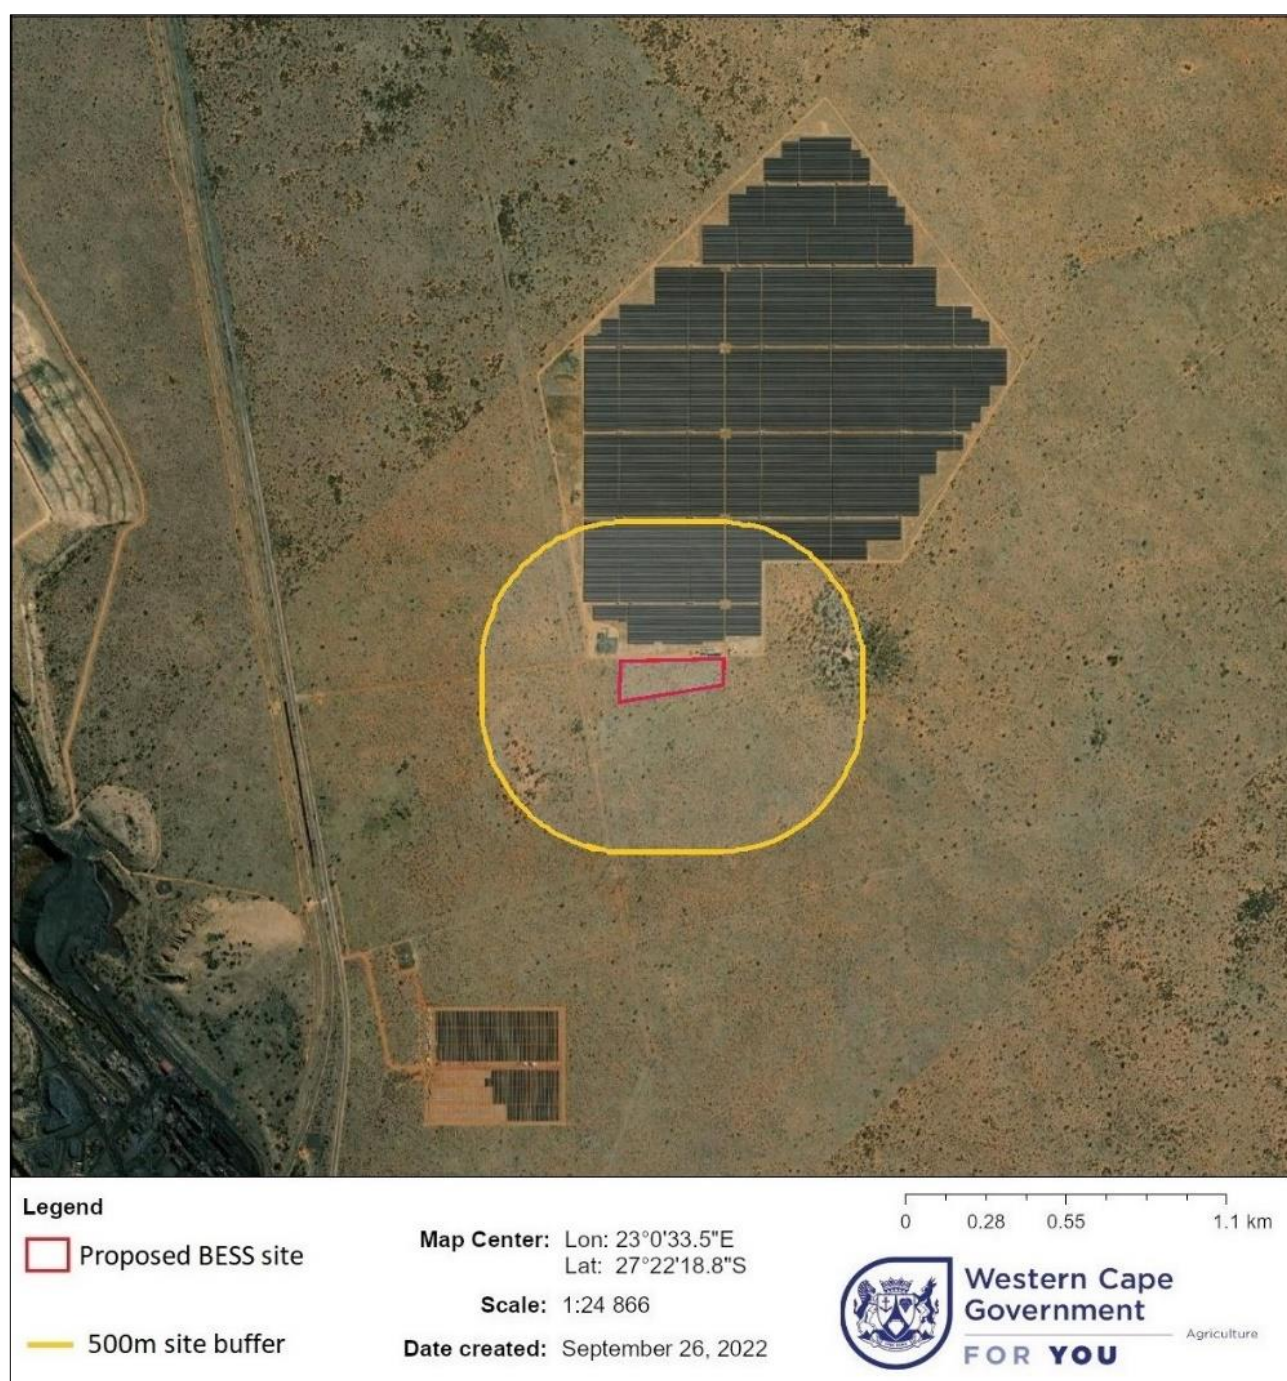 Legend
Proposed BESS site
500m site buffer
Map Center: Lon: 23°0'33.5"E
Lat: 27°22'18.8"S
Scale: 1:24 866
Date created: September 26, 2022
0 0.28 0.55 1.1 km
Western Cape
Government
Agriculture
FOR YOU